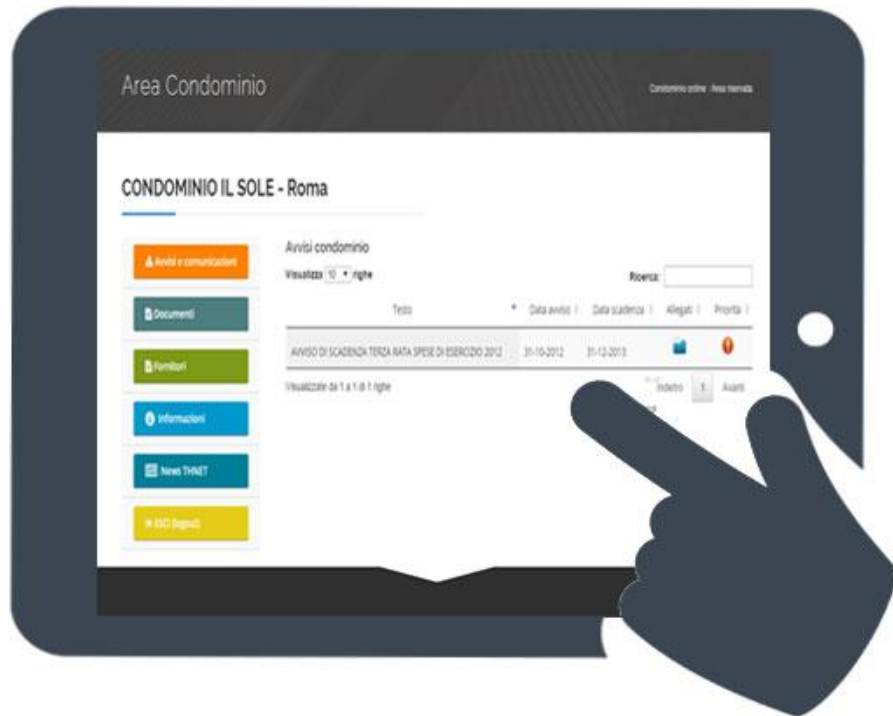 Area Condominio
Condominio online - Area riservata
CONDOMINIO IL SOLE - Roma
Avvisi e comunicazioni
Documenti
Fornitori
Informazioni
News THNET
ESCI (logout)
Avvisi condominio
Visualizza 10 righe
Ricerca:
Testo Data avviso Data scadenza Allegati Priorità
AVVISO DI SCADENZA TERZA RATA SPESE DI ESERCIZIO 2012 31-10-2012 31-12-2013
Visualizzate da 1 a 1 di 1 righe
Indietro 1 Avanti